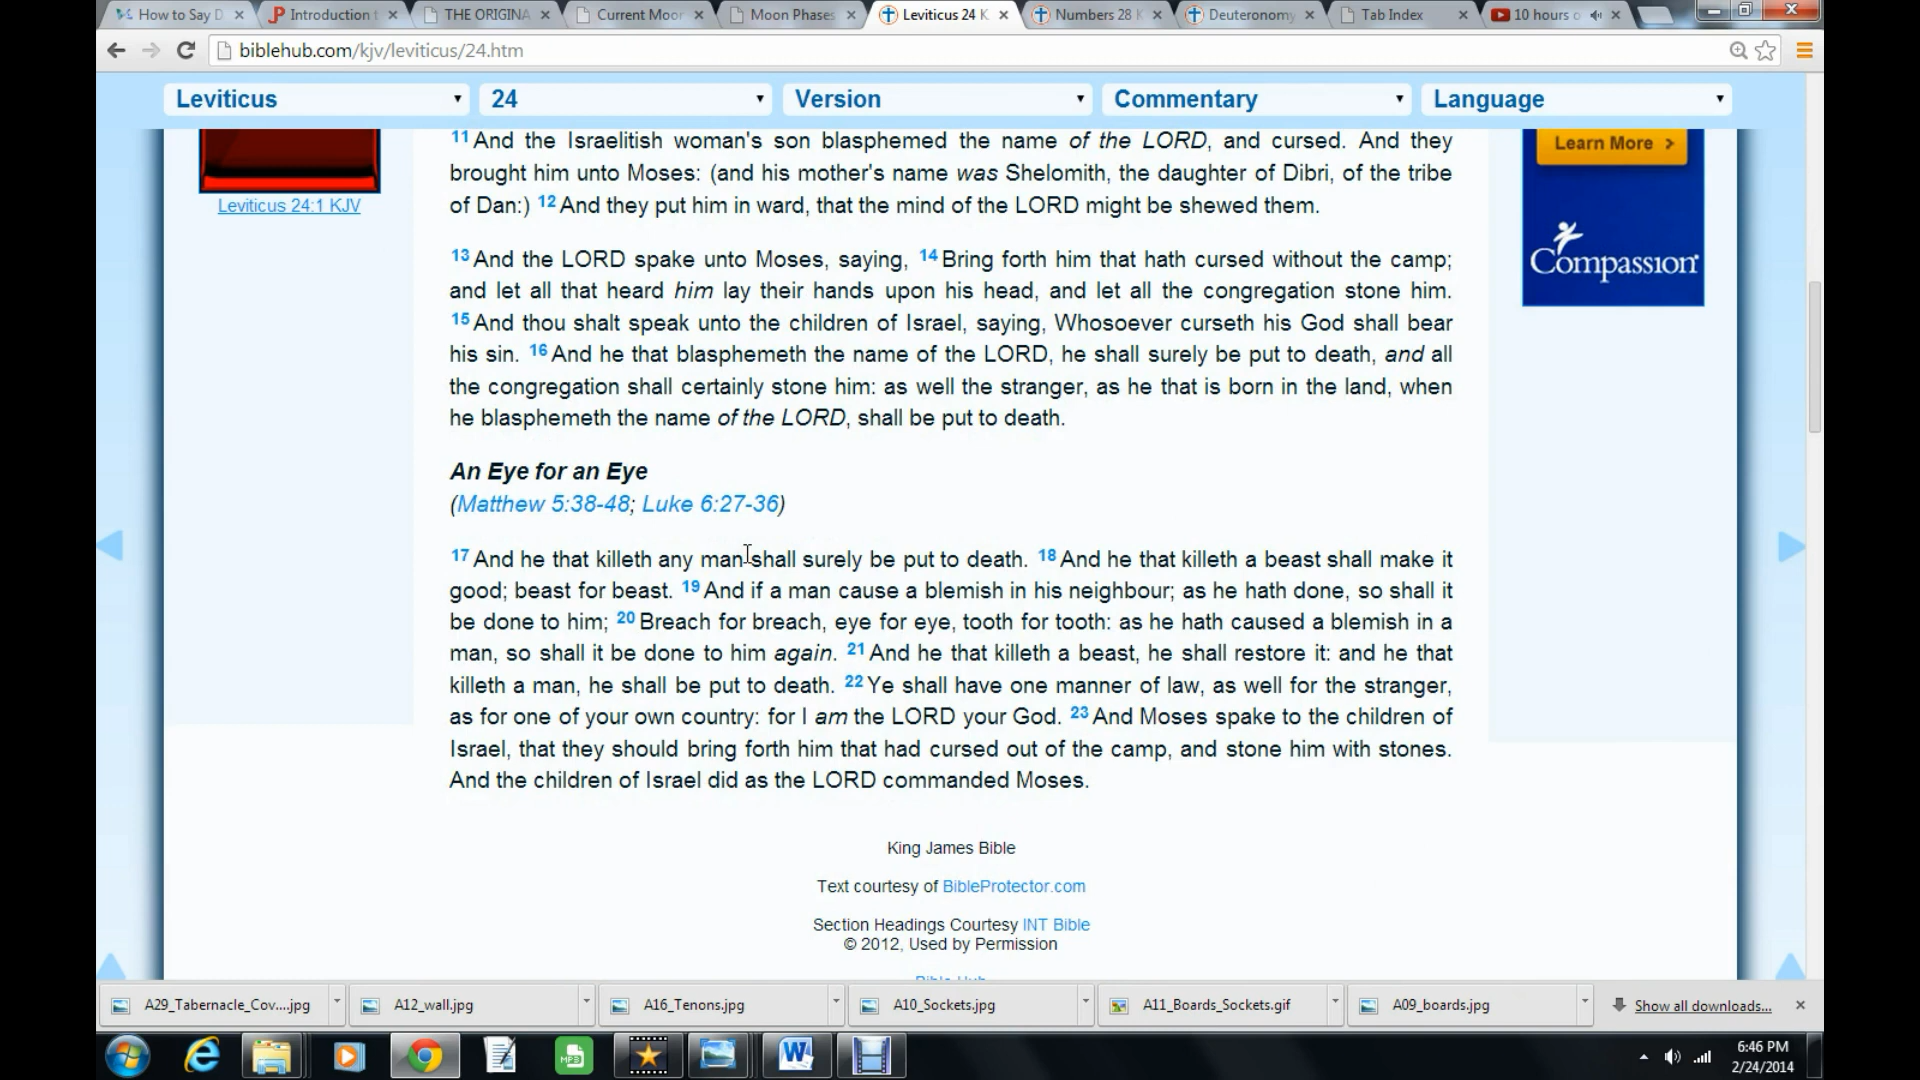 How to Say D
Introduction t
THE ORIGINA
Current Moor
Moon Phases
Leviticus 24 K
Numbers 28 K
Deuteronomy
Tab Index
10 hours o
biblehub.com/kjv/leviticus/24.htm
Leviticus
24
Version
Commentary
Language
Leviticus 24:1 KJV
11 And the Israelitish woman's son blasphemed the name of the LORD, and cursed. And they
brought him unto Moses: (and his mother's name was Shelomith, the daughter of Dibri, of the tribe
of Dan:) 12 And they put him in ward, that the mind of the LORD might be shewed them.
13 And the LORD spake unto Moses, saying, 14 Bring forth him that hath cursed without the camp;
and let all that heard him lay their hands upon his head, and let all the congregation stone him.
15 And thou shalt speak unto the children of Israel, saying, Whosoever curseth his God shall bear
his sin. 16 And he that blasphemeth the name of the LORD, he shall surely be put to death, and all
the congregation shall certainly stone him: as well the stranger, as he that is born in the land, when
he blasphemeth the name of the LORD, shall be put to death.
An Eye for an Eye
(Matthew 5:38-48; Luke 6:27-36)
17 And he that killeth any man shall surely be put to death. 18 And he that killeth a beast shall make it
good; beast for beast. 19 And if a man cause a blemish in his neighbour; as he hath done, so shall it
be done to him; 20 Breach for breach, eye for eye, tooth for tooth: as he hath caused a blemish in a
man, so shall it be done to him again. 21 And he that killeth a beast, he shall restore it: and he that
killeth a man, he shall be put to death. 22 Ye shall have one manner of law, as well for the stranger,
as for one of your own country: for I am the LORD your God. 23 And Moses spake to the children of
Israel, that they should bring forth him that had cursed out of the camp, and stone him with stones.
And the children of Israel did as the LORD commanded Moses.
King James Bible
Text courtesy of BibleProtector.com
Section Headings Courtesy INT Bible
© 2012, Used by Permission
Bible Hub
Learn More >
Compassion
A29_Tabernacle_Cov....jpg
A12_wall.jpg
A16_Tenons.jpg
A10_Sockets.jpg
A11_Boards_Sockets.gif
A09_boards.jpg
Show all downloads...
MP3
6:46 PM
2/24/2014